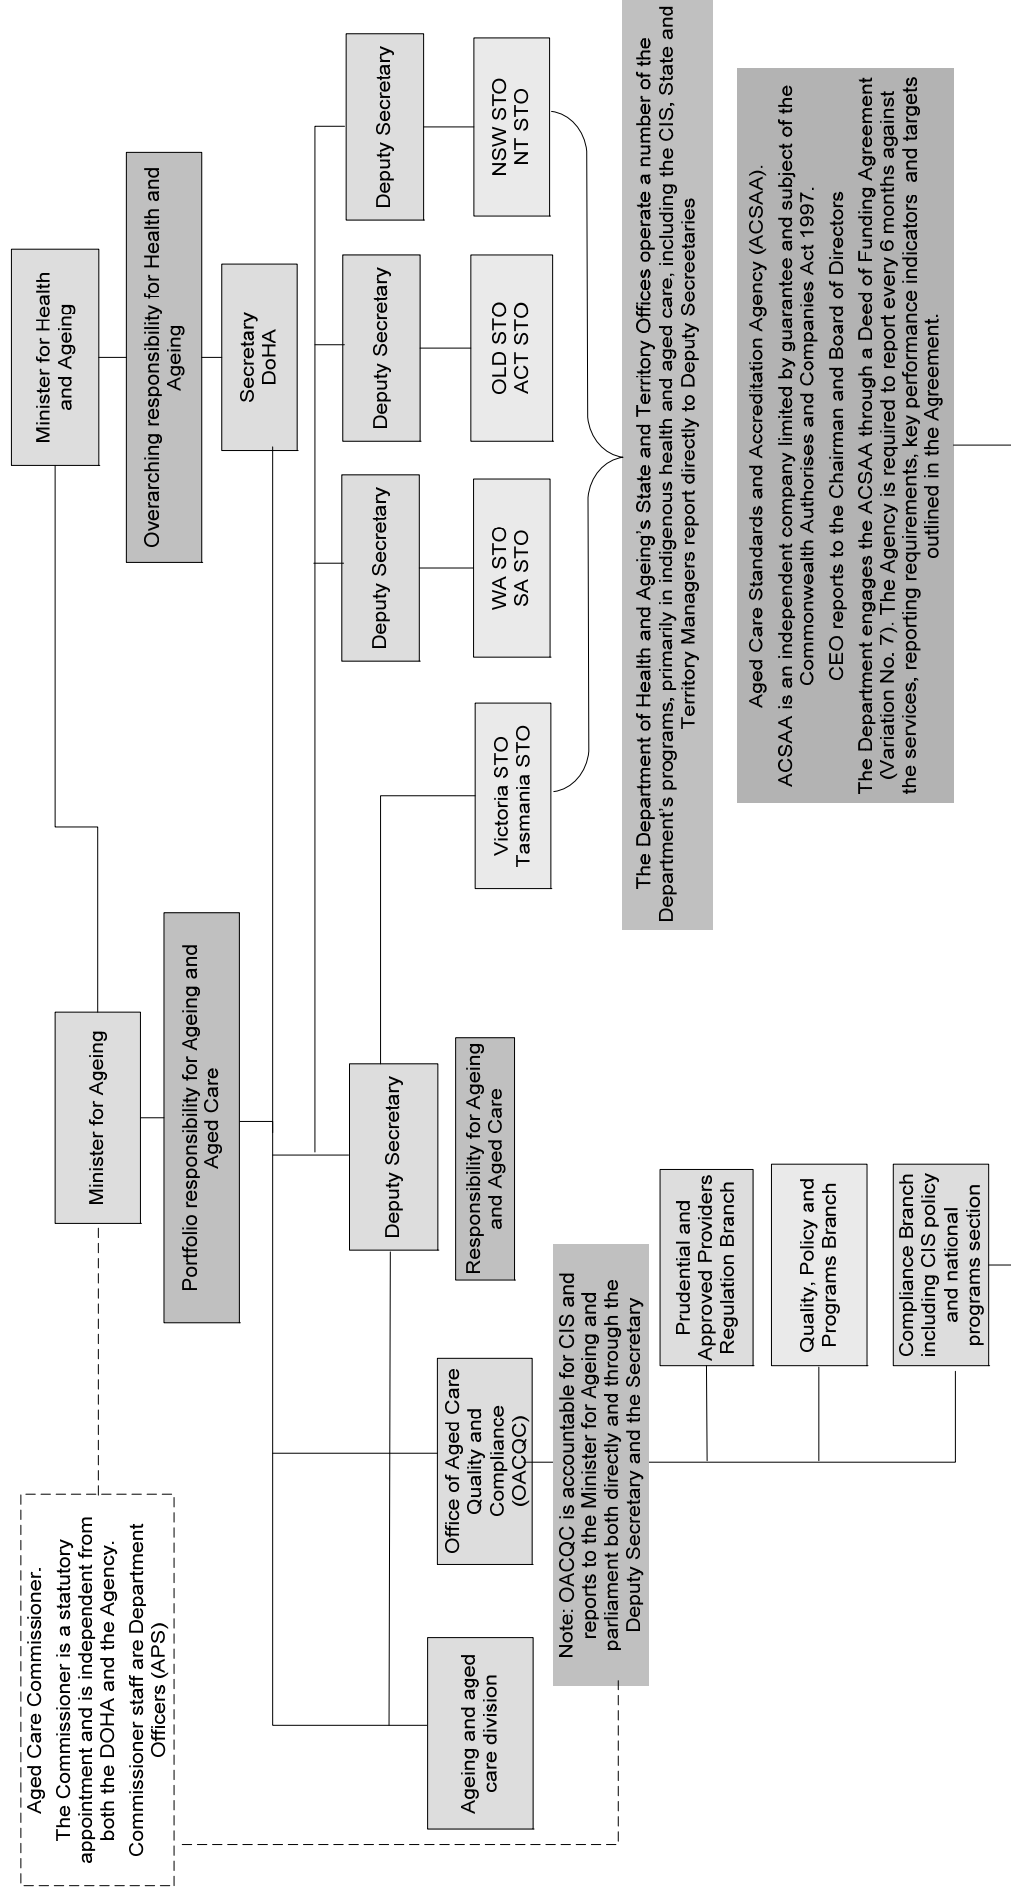 Aged Care Commissioner.
The Commissioner is a statutory
appointment and is independent from
both the DOHA and the Agency.
Commissioner staff are Department
Officers (APS)
Minister for Ageing
Minister for Health
and Ageing
Portfolio responsibility for Ageing and
Aged Care
Overarching responsibility for Health and
Ageing
Secretary
DoHA
Deputy Secretary
Responsibility for Ageing
and Aged Care
Deputy Secretary
Deputy Secretary
Deputy Secretary
Ageing and aged
care division
Office of Aged Care
Quality and
Compliance
(OACQC)
Victoria STO
Tasmania STO
WA STO
SA STO
OLD STO
ACT STO
NSW STO
NT STO
Note: OACQC is accountable for CIS and
reports to the Minister for Ageing and
parliament both directly and through the
Deputy Secretary and the Secretary
The Department of Health and Ageing's State and Territory Offices operate a number of the
Department's programs, primarily in indigenous health and aged care, including the CIS, State and
Territory Managers report directly to Deputy Secreetaries
Prudential and
Approved Providers
Regulation Branch
Quality, Policy and
Programs Branch
Compliance Branch
including CIS policy
and national
programs section
Aged Care Standards and Accreditation Agency (ACSAA).
ACSAA is an independent company limited by guarantee and subject of the
Commonwealth Authorises and Companies Act 1997.
CEO reports to the Chairman and Board of Directors
The Department engages the ACSAA through a Deed of Funding Agreement
(Variation No. 7). The Agency is required to report every 6 months against
the services, reporting requirements, key performance indicators and targets
outlined in the Agreement.